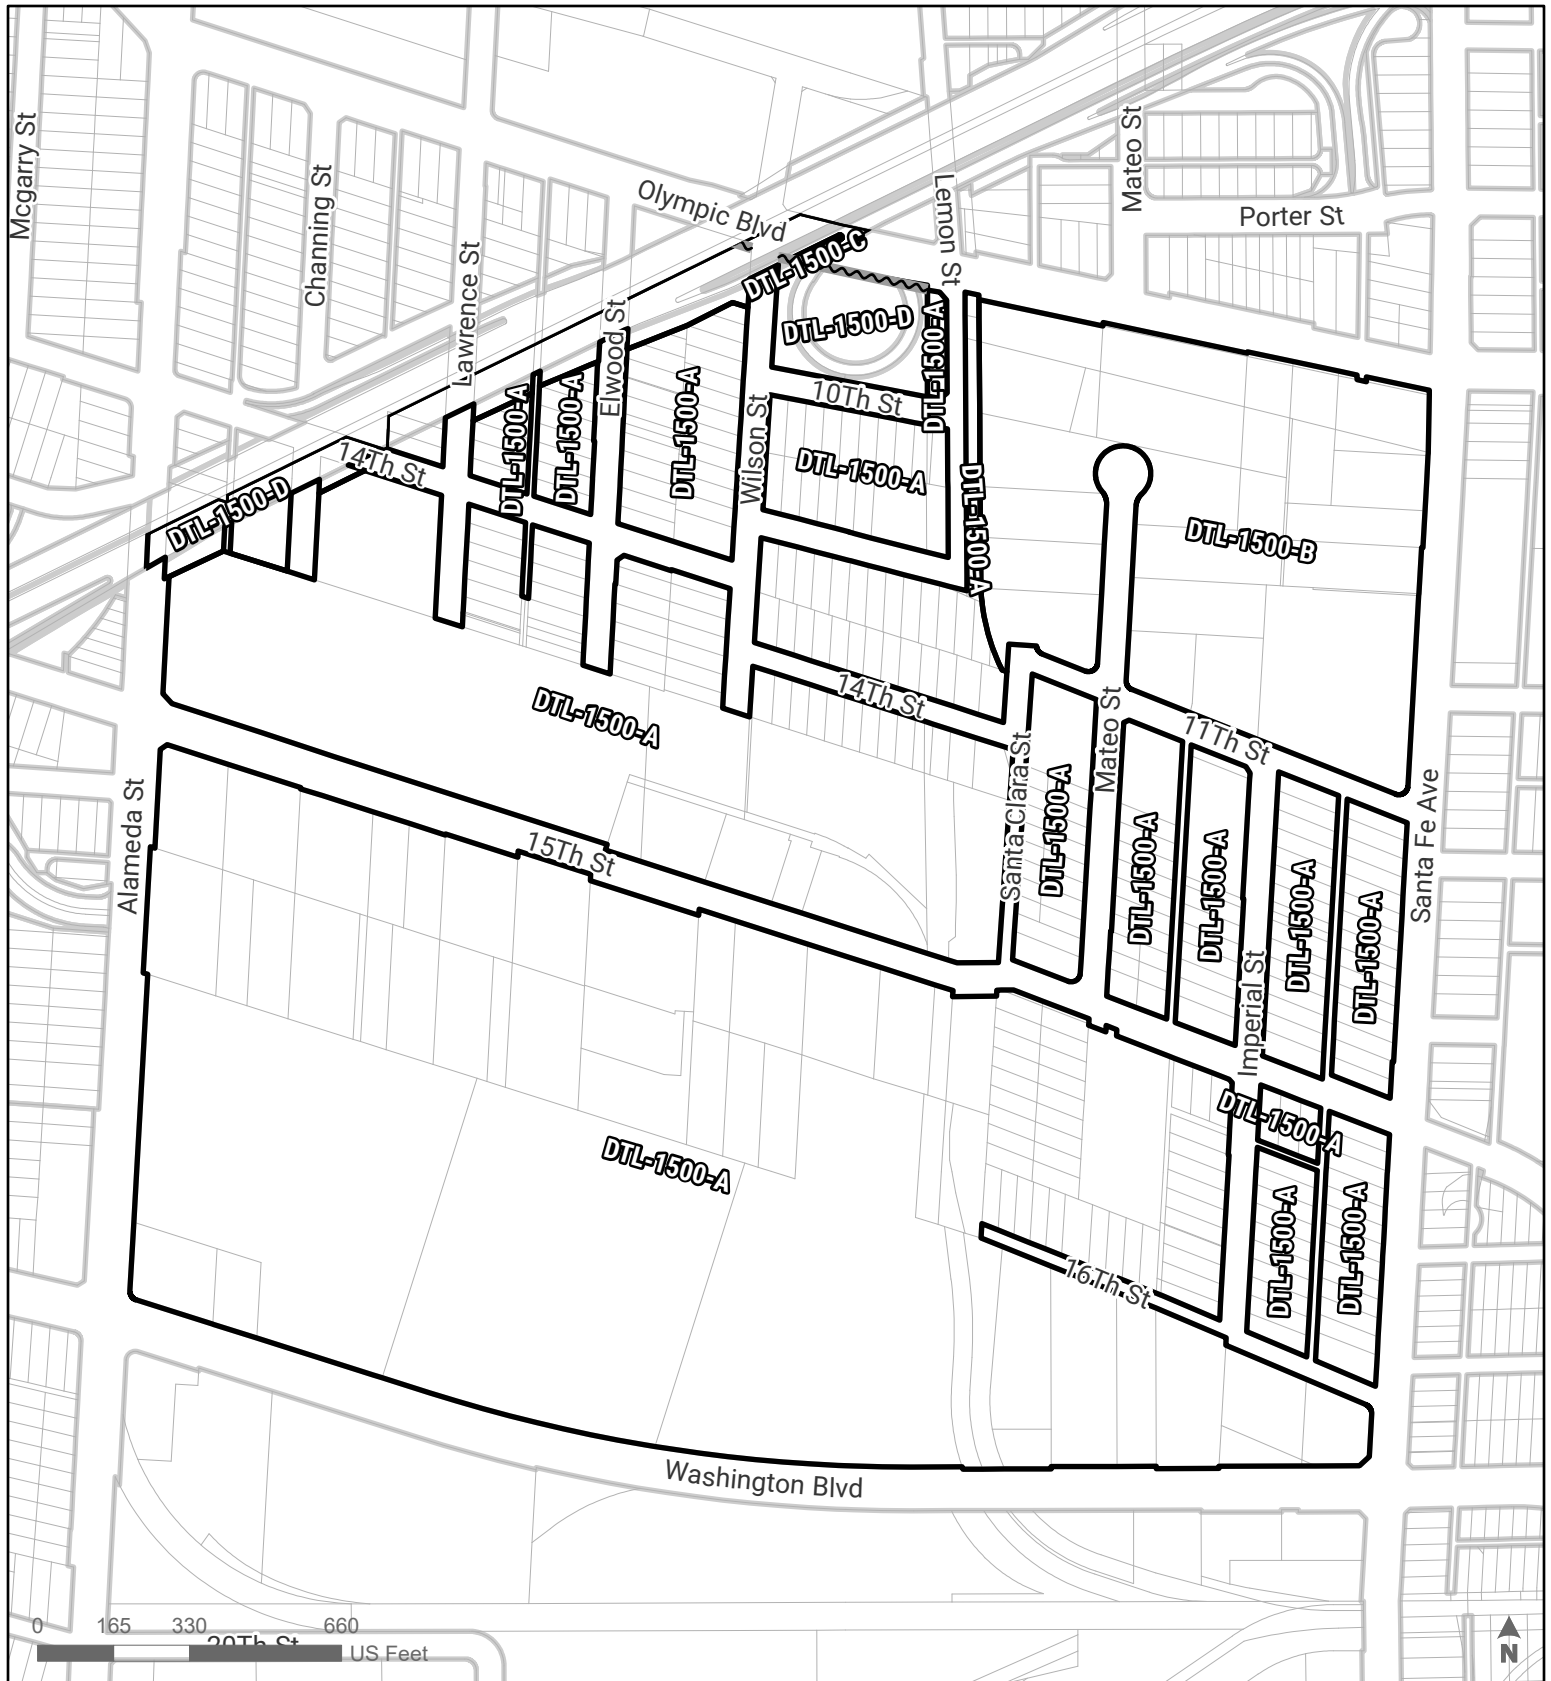 Mcgarry St
Channing St
Lawrence St
Olympic Blvd
Lemon St
Mateo St
Porter St
DTL-1500-C
DTL-1500-D
DTL-1500-A
Elwood St
10Th St
DTL-1500-A
DTL-1500-A
DTL-1500-A
DTL-1500-A
Wilson St
DTL-1500-A
14Th St
DTL-1500-D
DTL-1500-A
DTL-1500-B
DTL-1500-A
14Th St
Santa Clara St
Mateo St
11Th St
Alameda St
15Th St
DTL-1500-A
DTL-1500-A
DTL-1500-A
DTL-1500-A
DTL-1500-A
Santa Fe Ave
Imperial St
DTL-1500-A
DTL-1500-A
DTL-1500-A
DTL-1500-A
16Th St
Washington Blvd
0 165 330 660
20Th St
US Feet
N